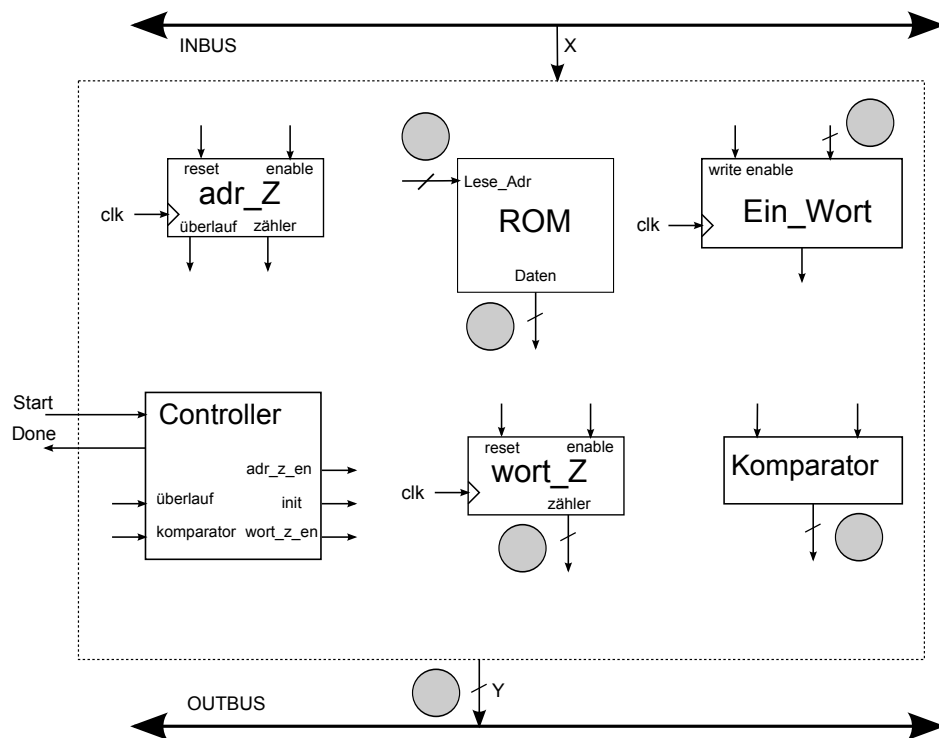 INBUS
X
reset enable
adr_Z
clk
überlauf zähler
Lese_Adr
ROM
Daten
write enable
Ein_Wort
clk
Start
Done
Controller
adr_z_en
überlauf init
komparator wort_z_en
reset enable
wort_Z
clk
zähler
Komparator
Y
OUTBUS